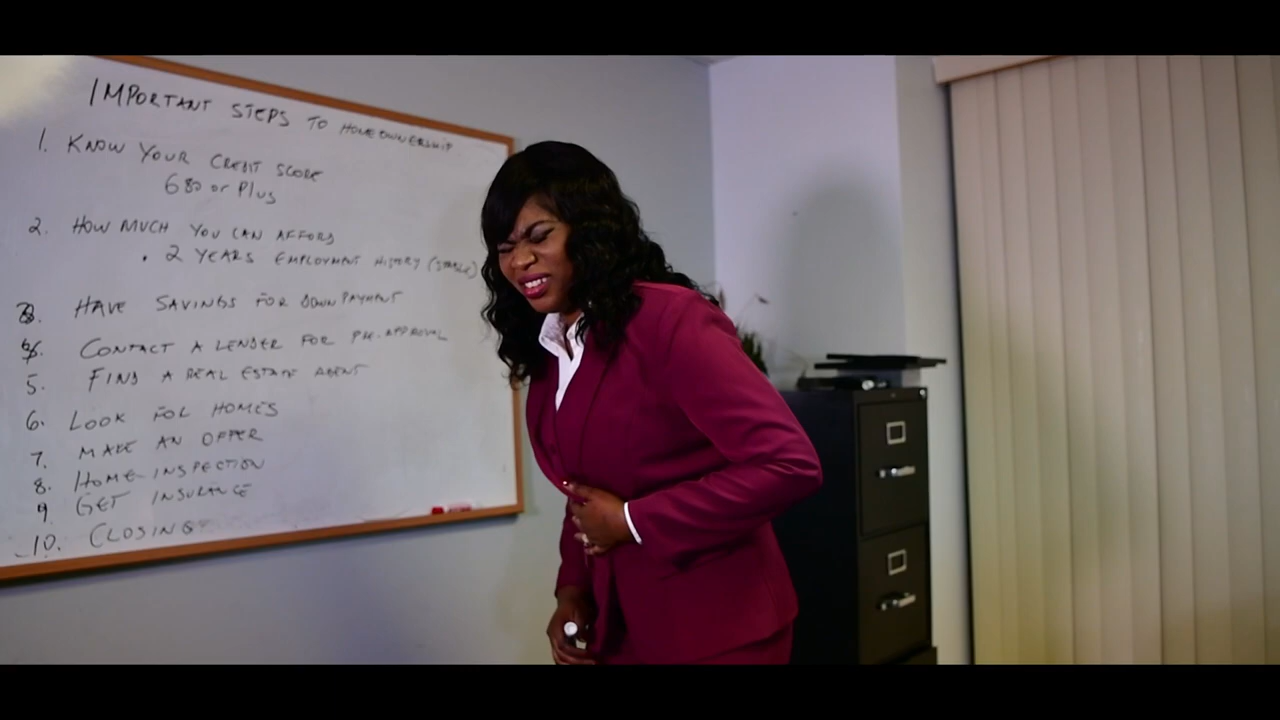 IMPORTANT STEPS TO HOMEOWNERSHIP
1. KNOW YOUR CREDIT SCORE
680 or Plus
2. HOW MUCH YOU CAN AFFORD
• 2 YEARS EMPLOYMENT HISTORY (STABLE)
3. HAVE SAVINGS FOR DOWN PAYMENT
4. CONTACT A LENDER FOR PRE-APPROVAL
5. FIND A REAL ESTATE AGENT
6. LOOK FOR HOMES
7. MAKE AN OFFER
8. HOME INSPECTION
9 GET INSURANCE
10. CLOSING